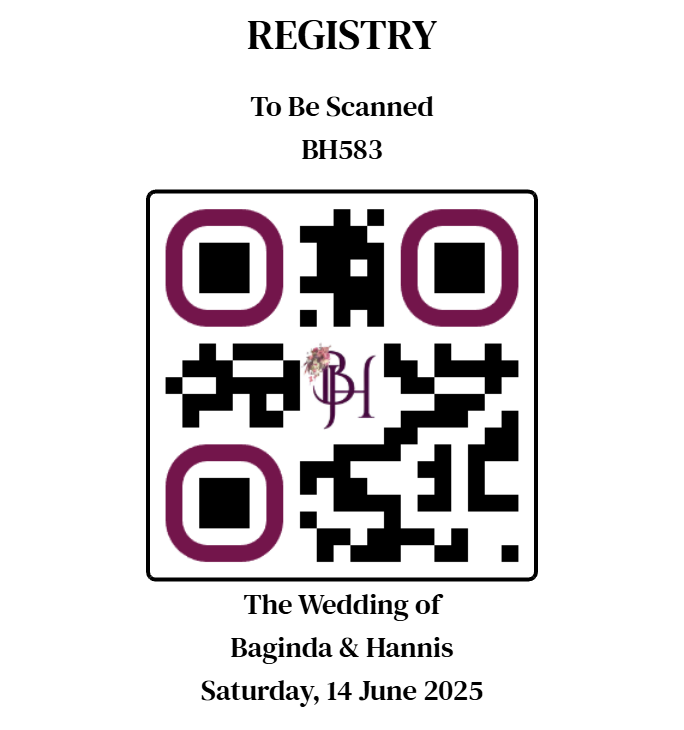 REGISTRY
To Be Scanned
BH583
BH
The Wedding of
Baginda & Hannis
Saturday, 14 June 2025